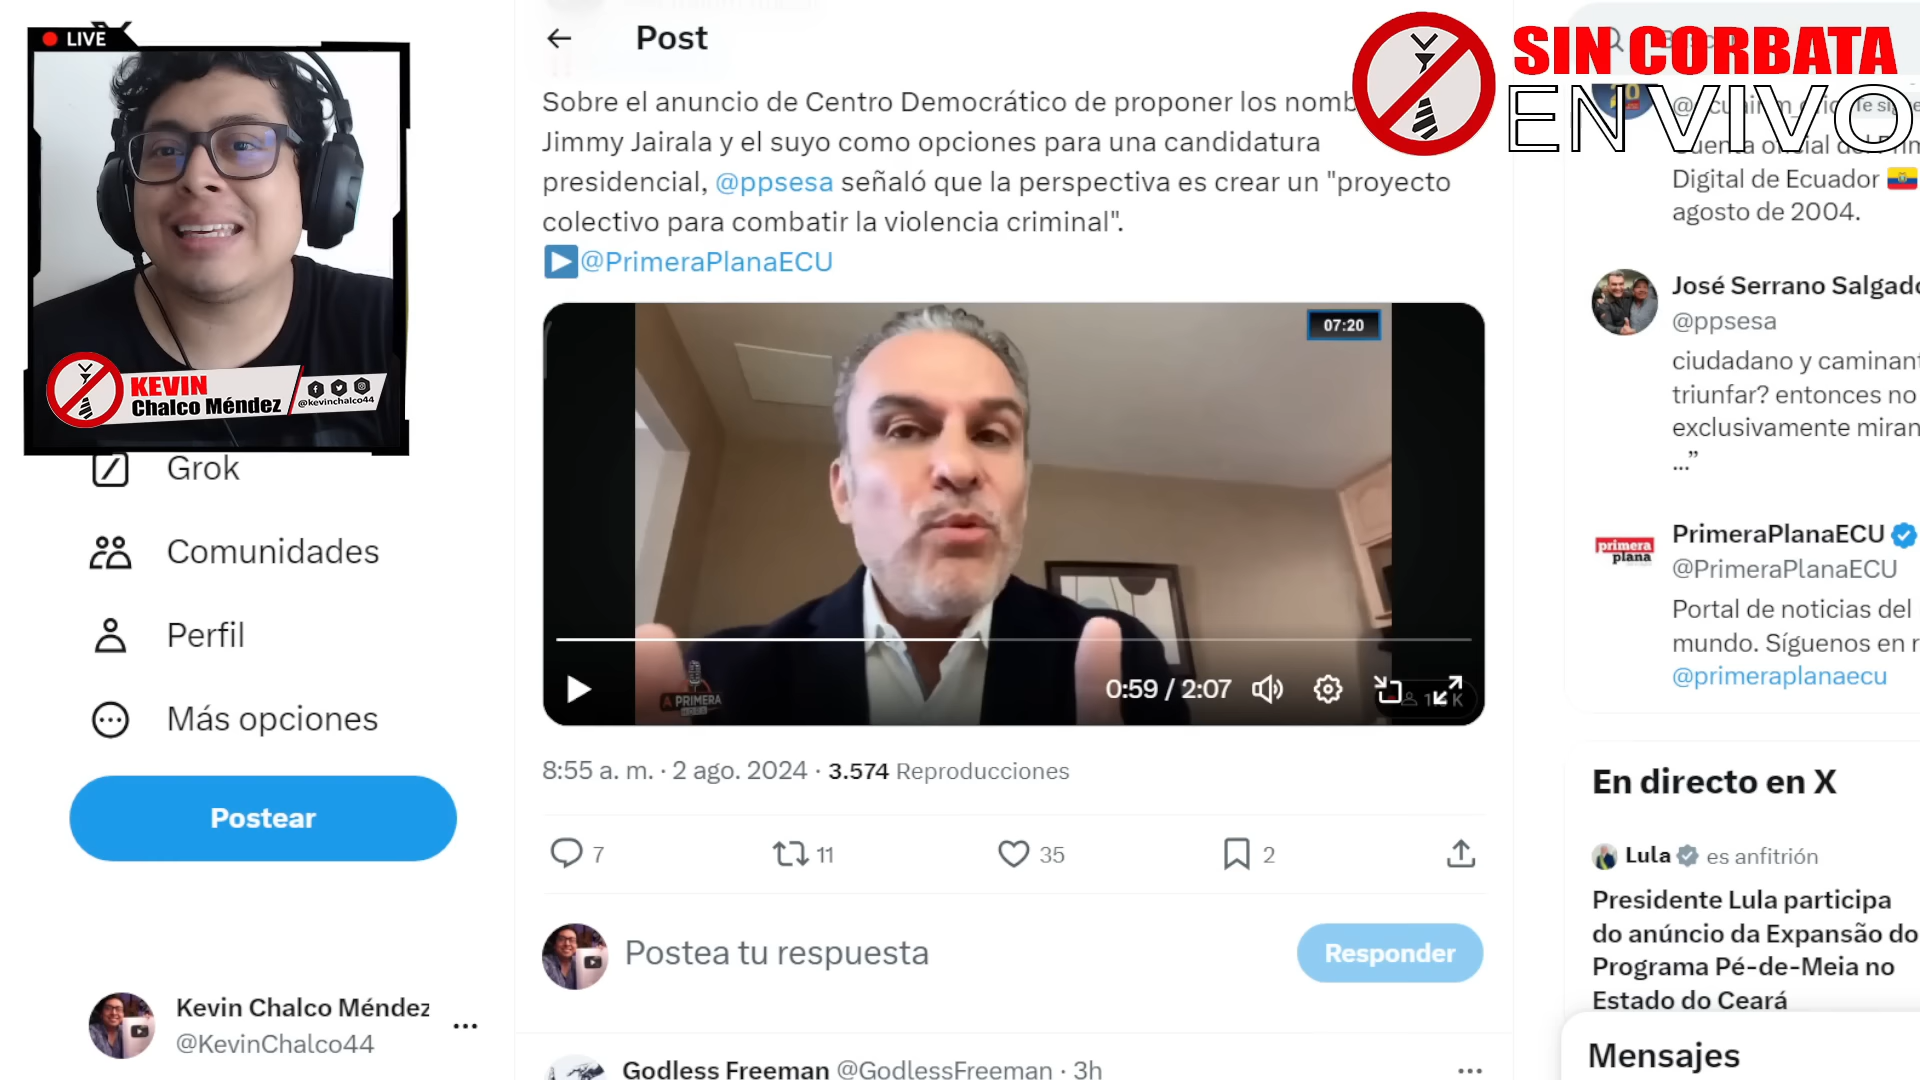 LIVE
KEVIN
Chalco Méndez
@kevinchalco44
Grok
Comunidades
Perfil
Más opciones
Postear
Kevin Chalco Méndez
@KevinChalco44
Post
Sobre el anuncio de Centro Democrático de proponer los
Jimmy Jairala y el suyo como opciones para una candidatura
presidencial, @ppsesa señaló que la perspectiva es crear un "proyecto
colectivo para combatir la violencia criminal".
@PrimeraPlanaECU
07:20
A PRIMERA
0:59 / 2:07
8:55 a. m. · 2 ago. 2024 · 3.574 Reproducciones
7
11
35
2
Postea tu respuesta
Responder
Godless Freeman @GodlessFreeman · 3h
SIN CORBATA
EN VIVO
Digital de Ecuador
agosto de 2004.
José Serrano Salgado
@ppsesa
ciudadano y caminant
triunfar? entonces no
exclusivamente miran
..."
primera
plana
PrimeraPlanaECU
@PrimeraPlanaECU
Portal de noticias del
mundo. Síguenos en r
@primeraplanaecu
En directo en X
Lula es anfitrión
Presidente Lula participa
do anúncio da Expansão do
Programa Pé-de-Meia no
Estado do Ceará
Mensajes